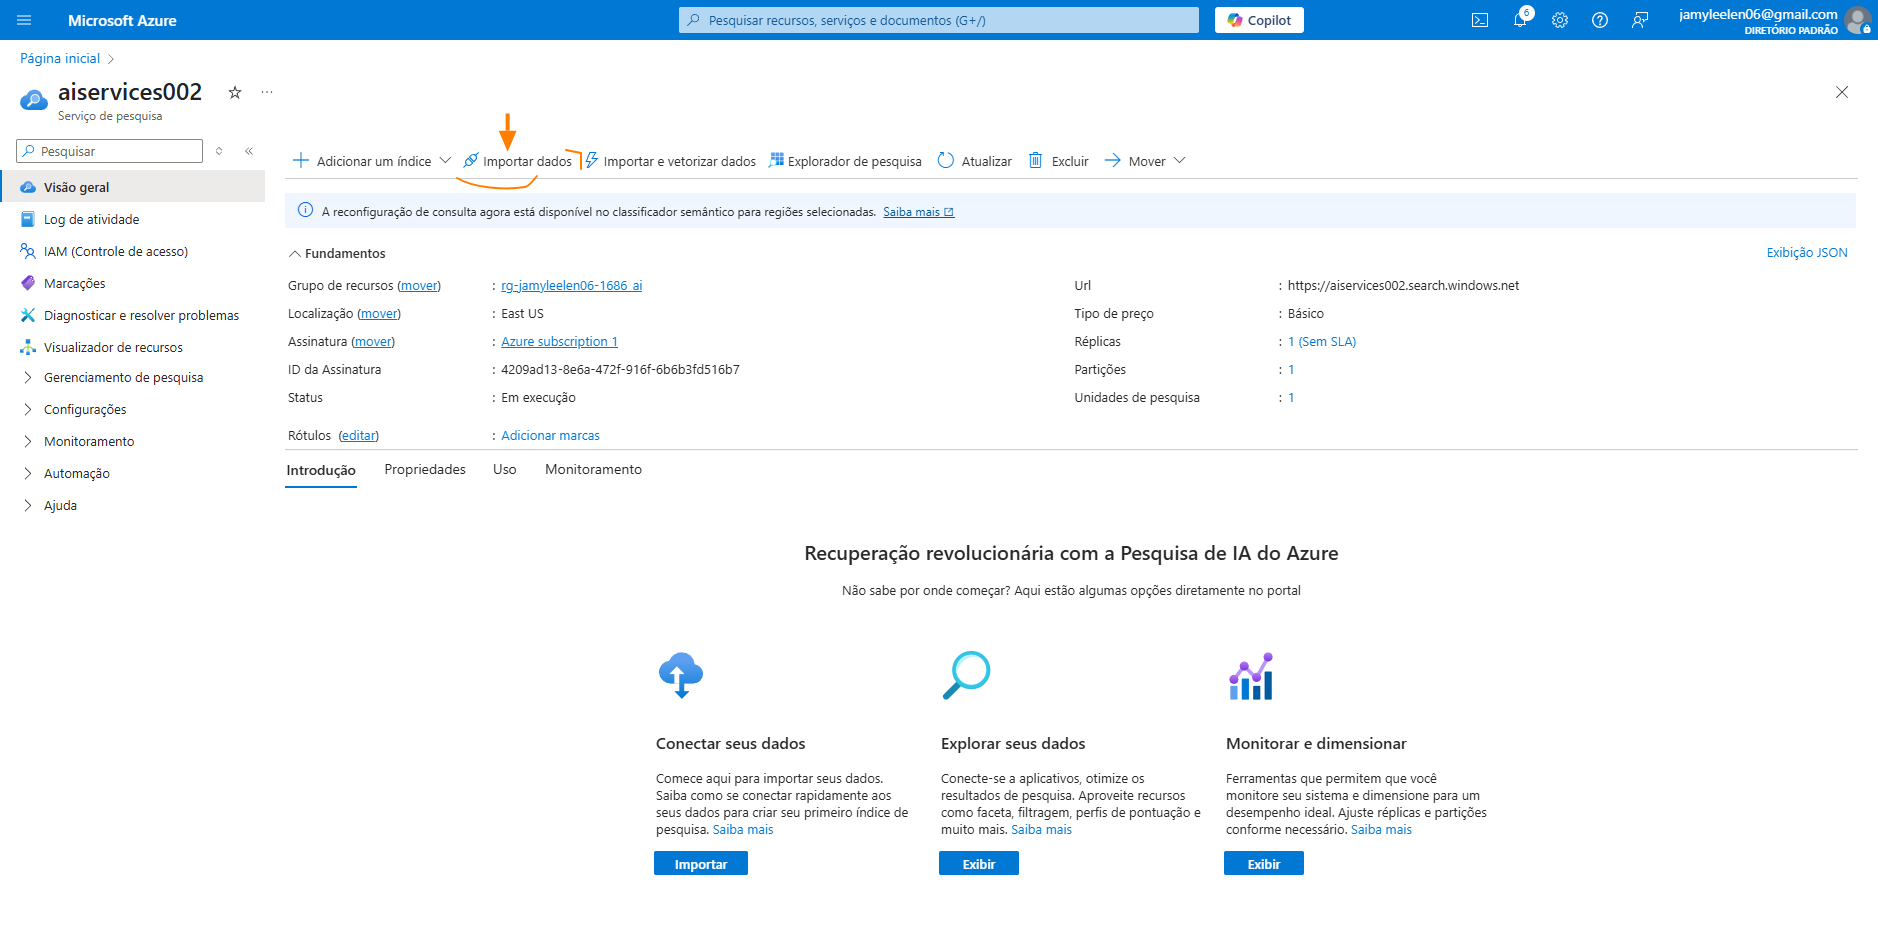 Microsoft Azure
Pesquisar recursos, serviços e documentos (G+/)
Copilot
6
jamyleelen06@gmail.com
DIRETÓRIO PADRÃO
Página inicial
aiservices002
Serviço de pesquisa
Pesquisar
Adicionar um índice
Importar dados
Importar e vetorizar dados
Explorador de pesquisa
Atualizar
Excluir
Mover
Visão geral
Log de atividade
IAM (Controle de acesso)
Marcações
Diagnosticar e resolver problemas
Visualizador de recursos
Gerenciamento de pesquisa
Configurações
Monitoramento
Automação
Ajuda
A reconfiguração de consulta agora está disponível no classificador semântico para regiões selecionadas. Saiba mais
Fundamentos
Exibição JSON
Grupo de recursos (mover) : rg-jamyleelen06-1686_ai
Localização (mover) : East US
Assinatura (mover) : Azure subscription 1
ID da Assinatura : 4209ad13-8e6a-472f-916f-6b6b3fd516b7
Status : Em execução
Url : https://aiservices002.search.windows.net
Tipo de preço : Básico
Réplicas : 1 (Sem SLA)
Partições : 1
Unidades de pesquisa : 1
Rótulos (editar) : Adicionar marcas
Introdução
Propriedades
Uso
Monitoramento
Recuperação revolucionária com a Pesquisa de IA do Azure
Não sabe por onde começar? Aqui estão algumas opções diretamente no portal
Conectar seus dados
Comece aqui para importar seus dados.
Saiba como se conectar rapidamente aos
seus dados para criar seu primeiro índice de
pesquisa. Saiba mais
Importar
Explorar seus dados
Conecte-se a aplicativos, otimize os
resultados de pesquisa. Aproveite recursos
como faceta, filtragem, perfis de pontuação e
muito mais. Saiba mais
Exibir
Monitorar e dimensionar
Ferramentas que permitem que você
monitore seu sistema e dimensione para um
desempenho ideal. Ajuste réplicas e partições
conforme necessário. Saiba mais
Exibir